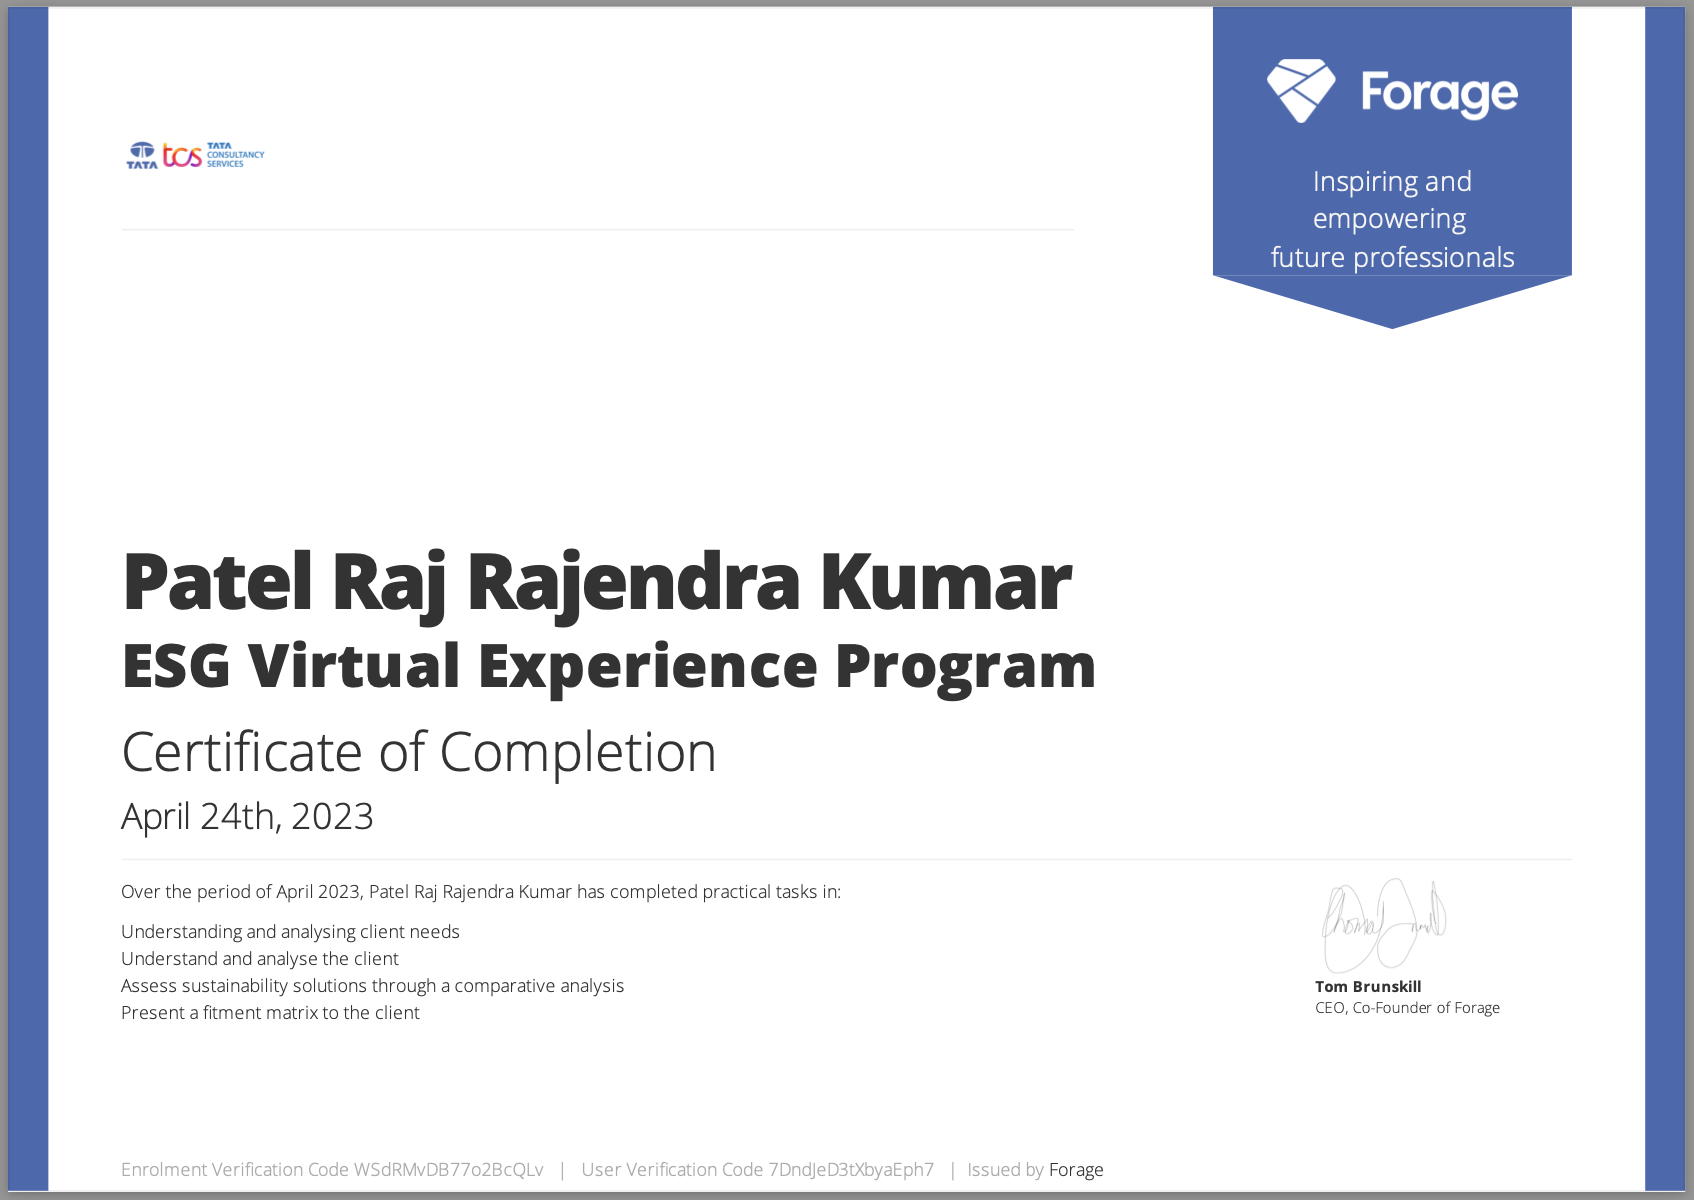 TATA
tcs
TATA
CONSULTANCY
SERVICES
Forage
Inspiring and
empowering
future professionals
Patel Raj Rajendra Kumar
ESG Virtual Experience Program
Certificate of Completion
April 24th, 2023
Over the period of April 2023, Patel Raj Rajendra Kumar has completed practical tasks in:
Understanding and analysing client needs
Understand and analyse the client
Assess sustainability solutions through a comparative analysis
Present a fitment matrix to the client
Tom Brunskill
CEO, Co-Founder of Forage
Enrolment Verification Code WSdRMvDB77o2BcQLv | User Verification Code 7DndJeD3tXbyaEph7 | Issued by Forage